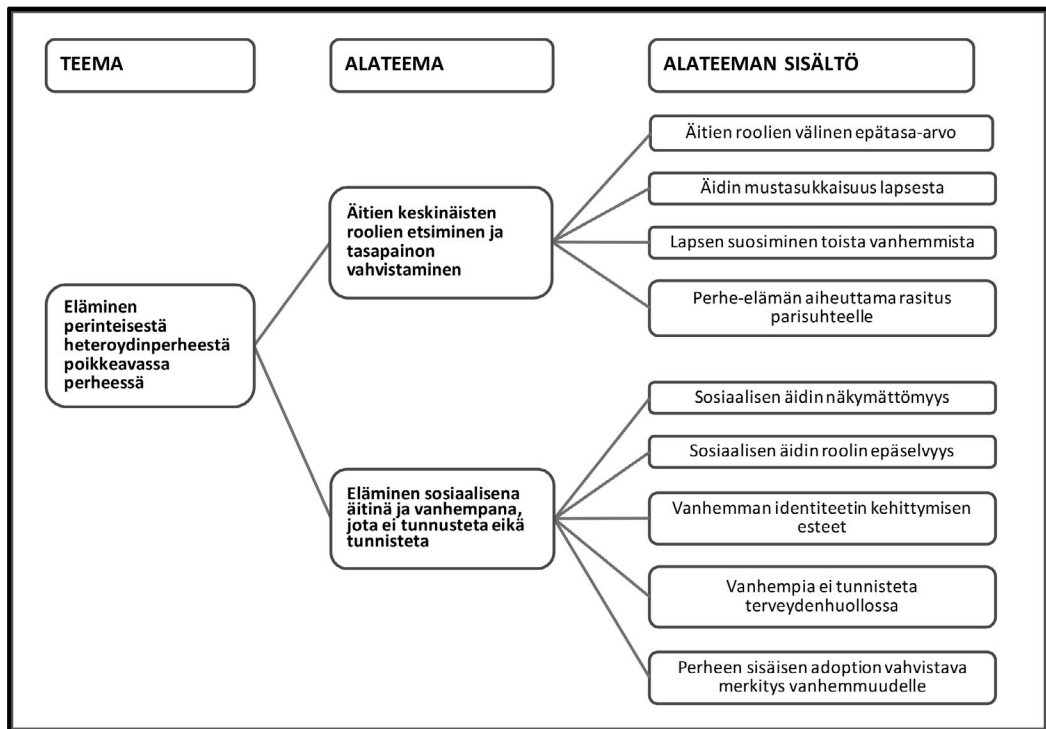 TEEMA
ALATEEMA
ALATEEMAN SISÄLTÖ
Eläminen
perinteisestä
heteroydinperheestä
poikkeavassa
perheessä
Äitien keskinäisten
roolien etsiminen ja
tasapainon
vahvistaminen
Äitien roolien välinen epätasa-arvo
Äidin mustasukkaisuus lapsesta
Lapsen suosiminen toista vanhemmista
Perhe-elämän aiheuttama rasitus
parisuhteelle
Eläminen sosiaalisena
äitinä ja vanhempana,
jota ei tunnusteta eikä
tunnisteta
Sosiaalisen äidin näkymättömyys
Sosiaalisen äidin roolin epäselvyys
Vanhemman identiteetin kehittymisen
esteet
Vanhempia ei tunnisteta
terveydenhuollossa
Perheen sisäisen adoption vahvistava
merkitys vanhemmuudelle